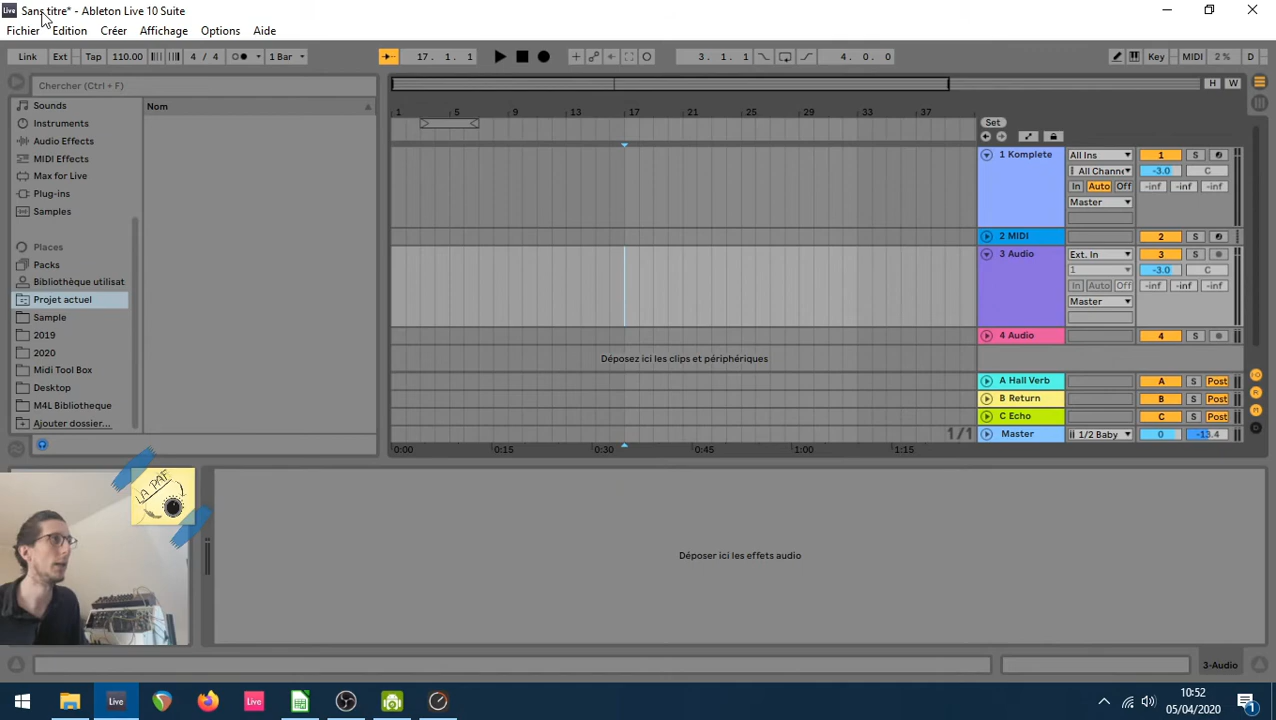 Live Sans titre* - Ableton Live 10 Suite
Fichier Edition Créer Affichage Options Aide
Link Ext Tap 110.00 4 / 4 1 Bar 17. 1. 1 3. 1. 1 4. 0. 0 Key MIDI 2 % D
Chercher (Ctrl + F)
H W
Sounds
Instruments
Audio Effects
MIDI Effects
Max for Live
Plug-ins
Samples
Places
Packs
Bibliothèque utilisat
Projet actuel
Sample
2019
2020
Midi Tool Box
Desktop
M4L Bibliotheque
Ajouter dossier...
Nom
1 5 9 13 17 21 25 29 33 37
Set
1 Komplete All Ins 1 S
All Channe -3.0 C
In Auto Off -inf -inf -inf
Master
2 MIDI 2 S
3 Audio Ext. In 3 S
1 -3.0 C
In Auto Off -inf -inf -inf
Master
4 Audio 4 S
Déposez ici les clips et périphériques
A Hall Verb A S Post
B Return B S Post
C Echo C S Post
1/1 Master 1/2 Baby 0 -13.4
0:00 0:15 0:30 0:45 1:00 1:15
LA PAF
Déposer ici les effets audio
3-Audio
Live Live
10:52
05/04/2020
1